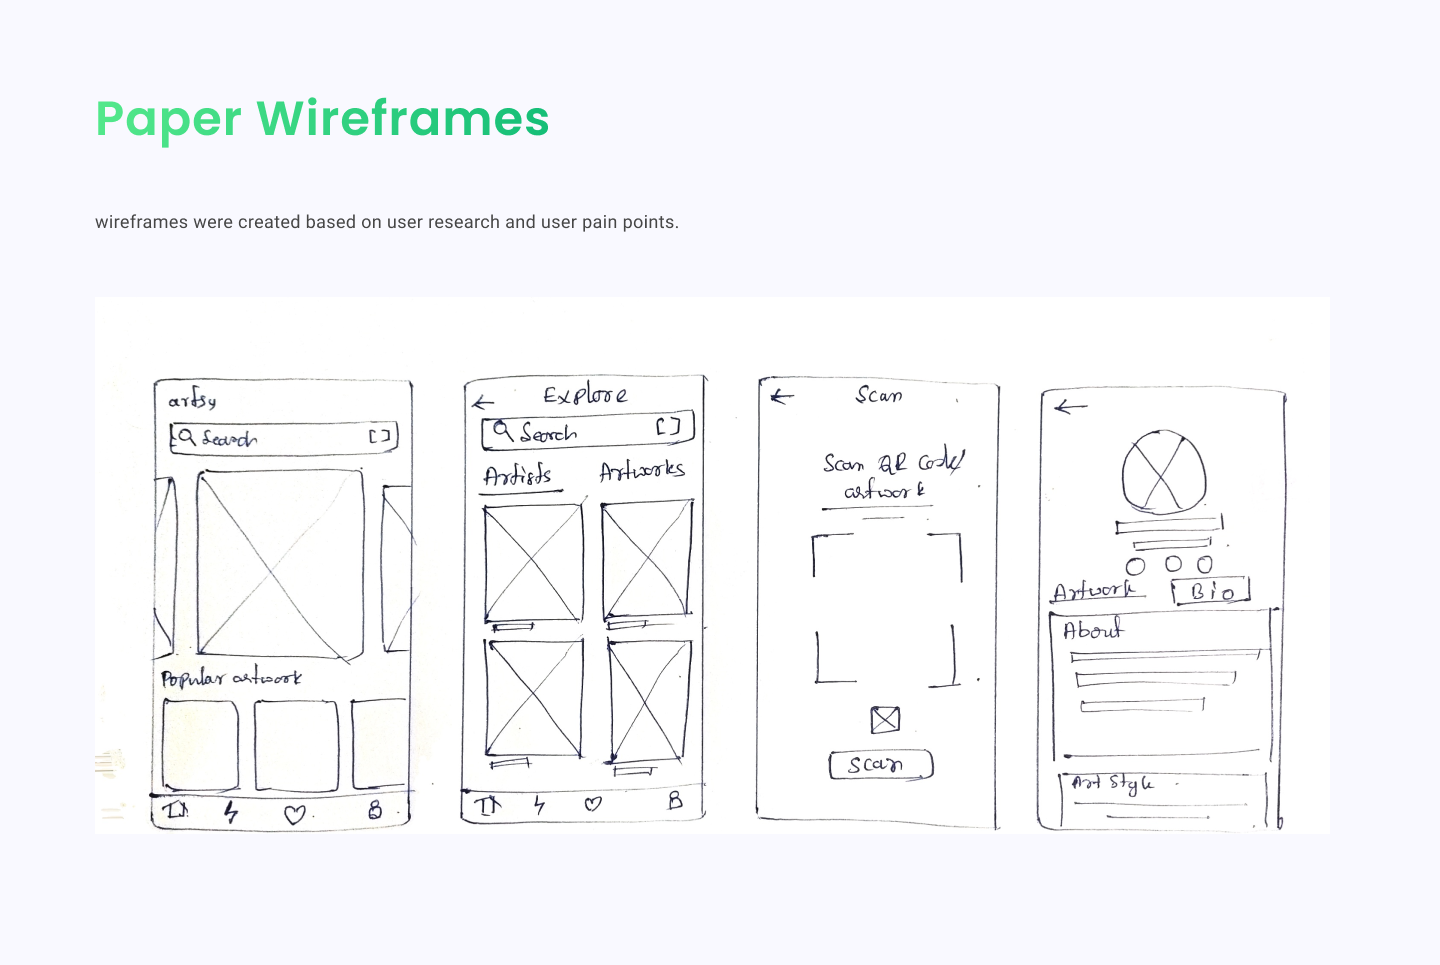 Paper Wireframes
wireframes were created based on user research and user pain points.
artsy
Search
Popular artwork
Explore
Search
Artists Artworks
Scan
Scan QR code/
artwork
Scan
Artwork Bio
About
Art Style